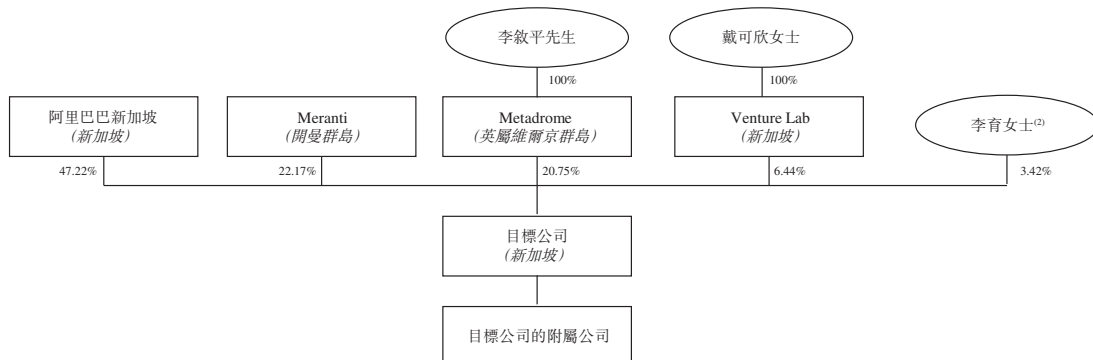 李敘平先生
戴可欣女士
100%
100%
阿里巴巴新加坡
(新加坡)
Meranti
(開曼群島)
Metadrome
(英屬維爾京群島)
Venture Lab
(新加坡)
李育女士(2)
47.22%
22.17%
20.75%
6.44%
3.42%
目標公司
(新加坡)
目標公司的附屬公司